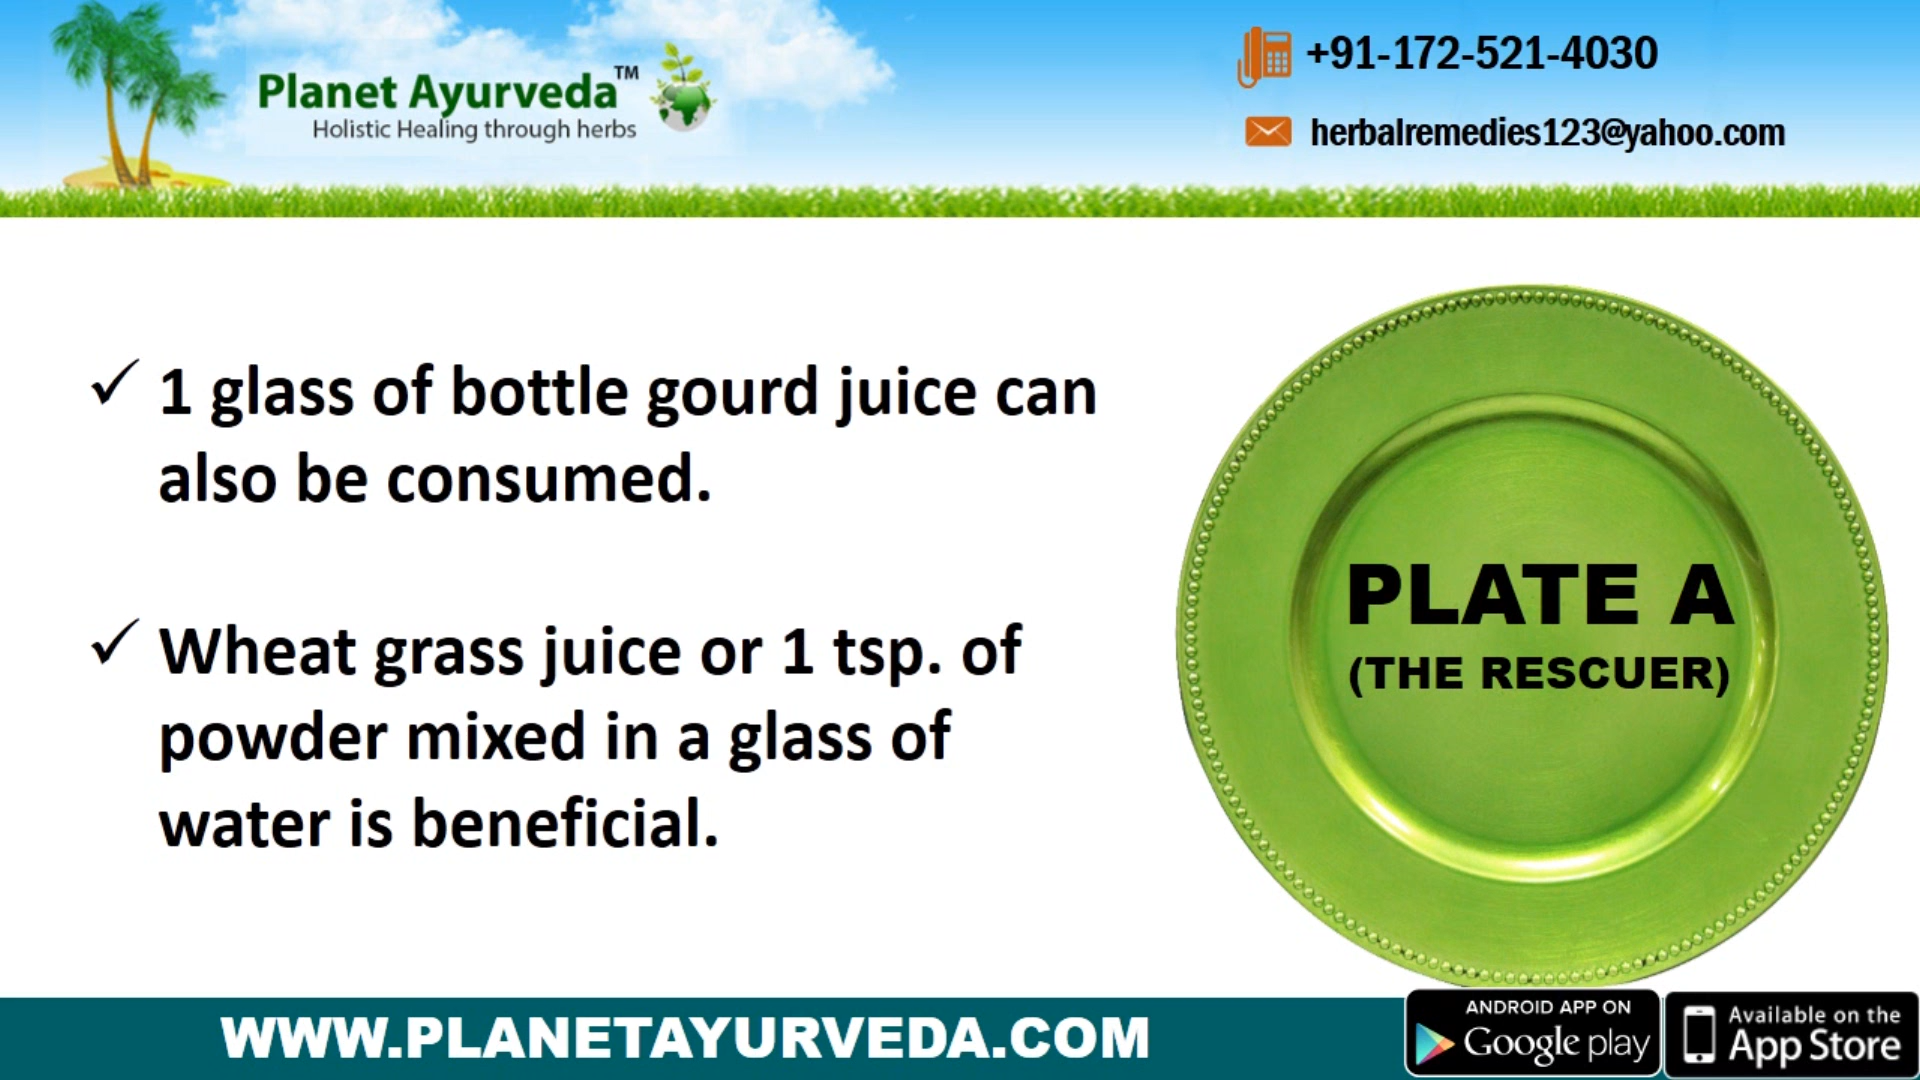 Planet Ayurveda™
Holistic Healing through herbs
+91-172-521-4030
herbalremedies123@yahoo.com
✓ 1 glass of bottle gourd juice can
also be consumed.
✓ Wheat grass juice or 1 tsp. of
powder mixed in a glass of
water is beneficial.
PLATE A
(THE RESCUER)
WWW.PLANETAYURVEDA.COM
ANDROID APP ON
Google play
Available on the
App Store